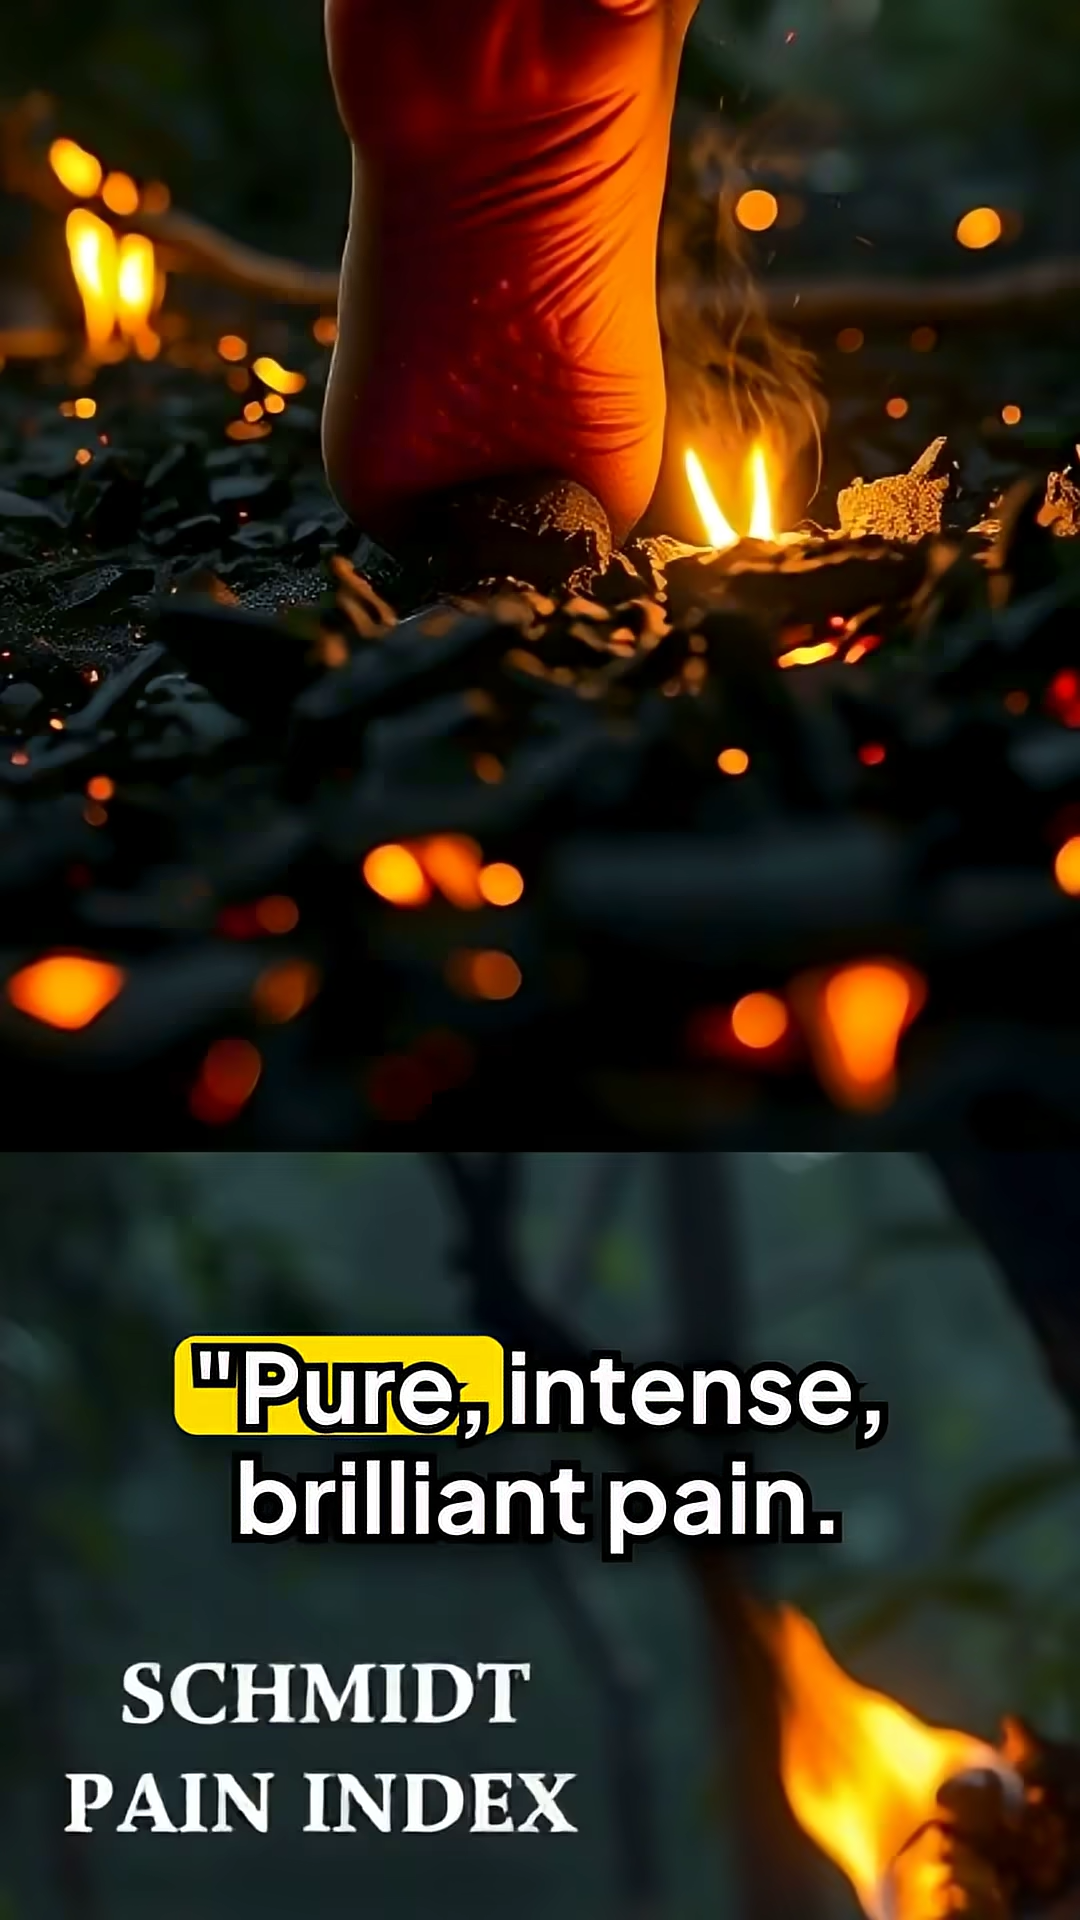 "Pure, intense,
brilliant pain.
SCHMIDT
PAIN INDEX